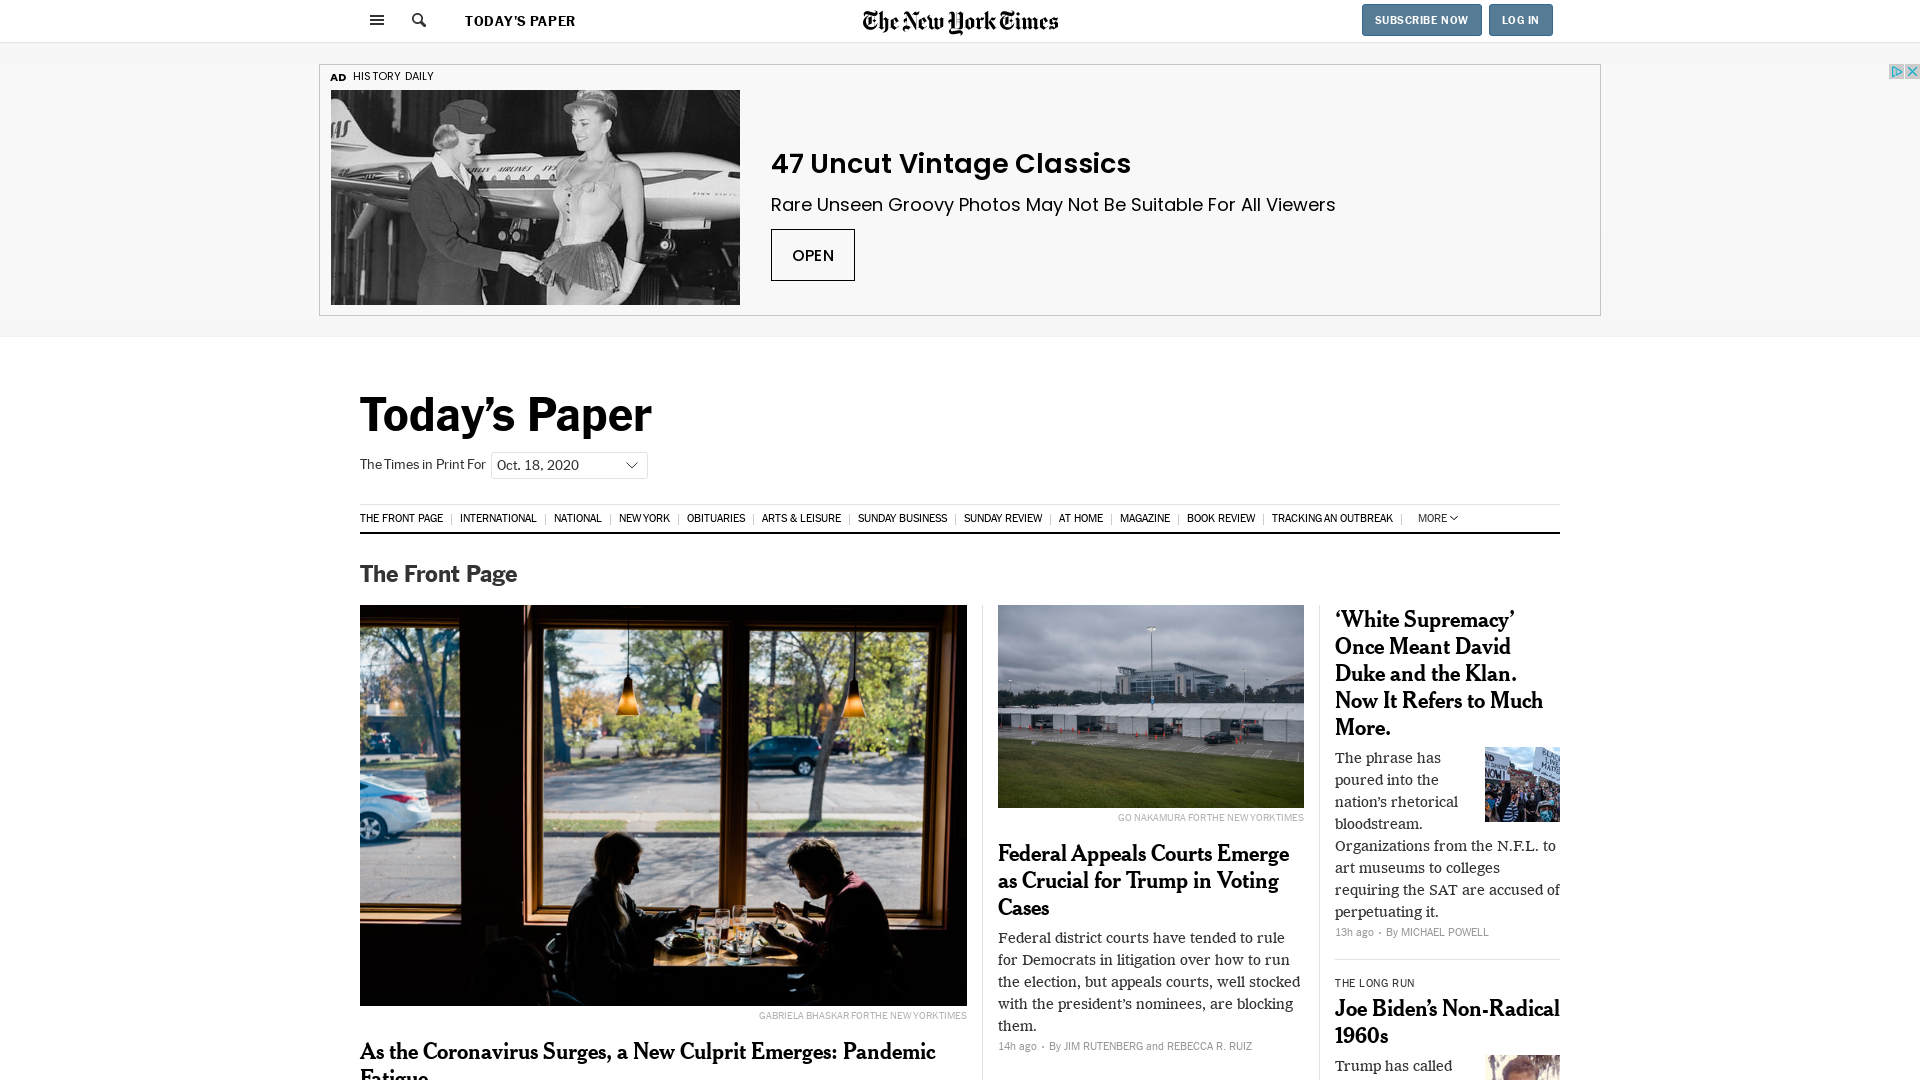 TODAY'S PAPER
The New York Times
SUBSCRIBE NOW
LOG IN
AD HISTORY DAILY
47 Uncut Vintage Classics
Rare Unseen Groovy Photos May Not Be Suitable For All Viewers
OPEN
Today's Paper
The Times in Print For Oct. 18, 2020
THE FRONT PAGE INTERNATIONAL NATIONAL NEW YORK OBITUARIES ARTS & LEISURE SUNDAY BUSINESS SUNDAY REVIEW AT HOME MAGAZINE BOOK REVIEW TRACKING AN OUTBREAK MORE
The Front Page
GABRIELA BHASKAR FOR THE NEW YORK TIMES
As the Coronavirus Surges, a New Culprit Emerges: Pandemic
Fatigue
GO NAKAMURA FOR THE NEW YORK TIMES
Federal Appeals Courts Emerge
as Crucial for Trump in Voting
Cases
Federal district courts have tended to rule
for Democrats in litigation over how to run
the election, but appeals courts, well stocked
with the president's nominees, are blocking
them.
14h ago · By JIM RUTENBERG and REBECCA R. RUIZ
'White Supremacy'
Once Meant David
Duke and the Klan.
Now It Refers to Much
More.
The phrase has
poured into the
nation's rhetorical
bloodstream.
Organizations from the N.F.L. to
art museums to colleges
requiring the SAT are accused of
perpetuating it.
13h ago · By MICHAEL POWELL
THE LONG RUN
Joe Biden's Non-Radical
1960s
Trump has called